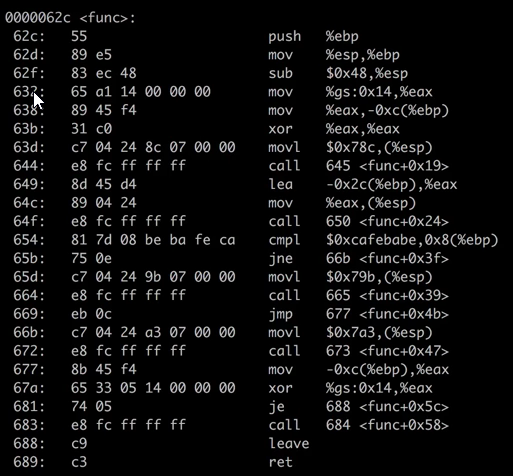 0000062c <func>:
62c: 55 push %ebp
62d: 89 e5 mov %esp,%ebp
62f: 83 ec 48 sub $0x48,%esp
632: 65 a1 14 00 00 00 mov %gs:0x14,%eax
638: 89 45 f4 mov %eax,-0xc(%ebp)
63b: 31 c0 xor %eax,%eax
63d: c7 04 24 8c 07 00 00 movl $0x78c,(%esp)
644: e8 fc ff ff ff call 645 <func+0x19>
649: 8d 45 d4 lea -0x2c(%ebp),%eax
64c: 89 04 24 mov %eax,(%esp)
64f: e8 fc ff ff ff call 650 <func+0x24>
654: 81 7d 08 be ba fe ca cmpl $0xcafebabe,0x8(%ebp)
65b: 75 0e jne 66b <func+0x3f>
65d: c7 04 24 9b 07 00 00 movl $0x79b,(%esp)
664: e8 fc ff ff ff call 665 <func+0x39>
669: eb 0c jmp 677 <func+0x4b>
66b: c7 04 24 a3 07 00 00 movl $0x7a3,(%esp)
672: e8 fc ff ff ff call 673 <func+0x47>
677: 8b 45 f4 mov -0xc(%ebp),%eax
67a: 65 33 05 14 00 00 00 xor %gs:0x14,%eax
681: 74 05 je 688 <func+0x5c>
683: e8 fc ff ff ff call 684 <func+0x58>
688: c9 leave
689: c3 ret